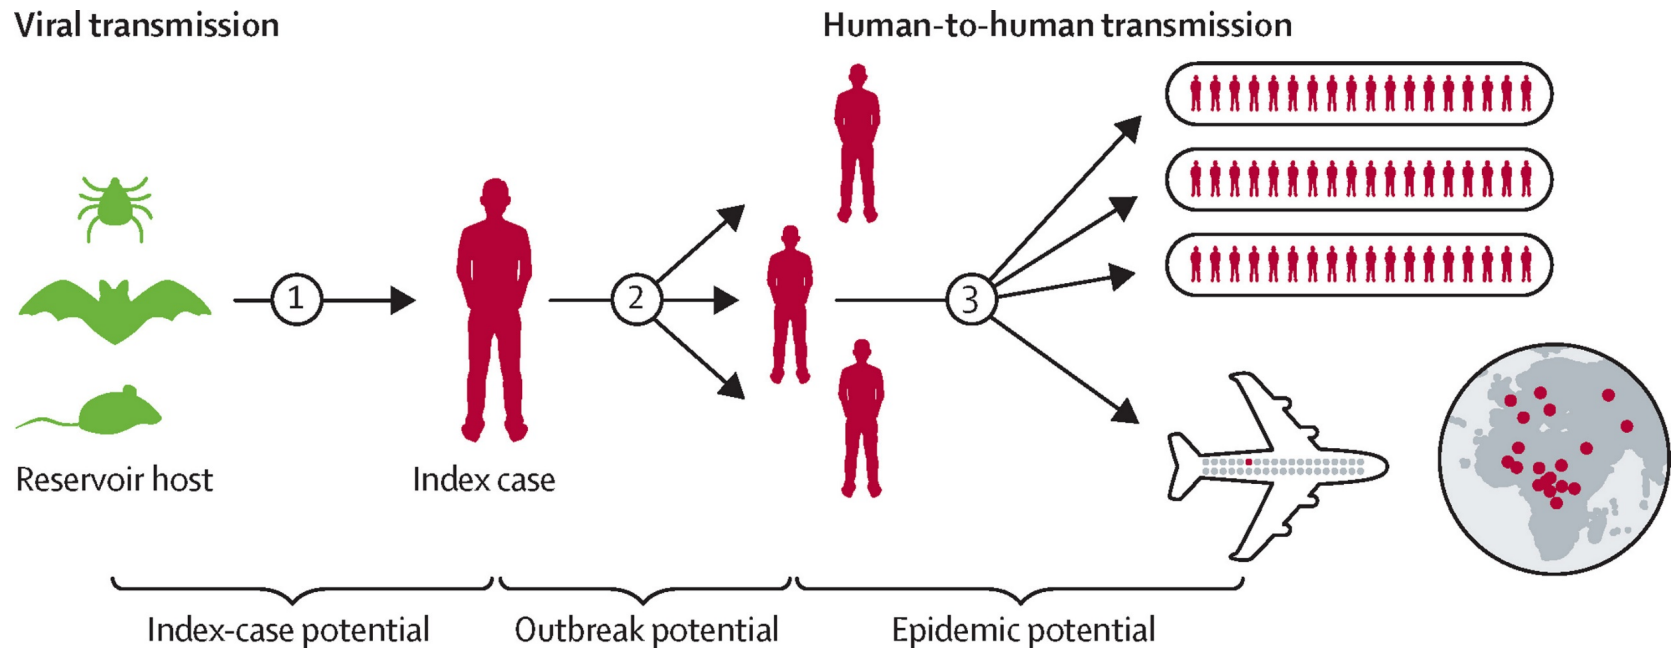 Viral transmission
Human-to-human transmission
1
2
3
Reservoir host
Index case
Index-case potential
Outbreak potential
Epidemic potential